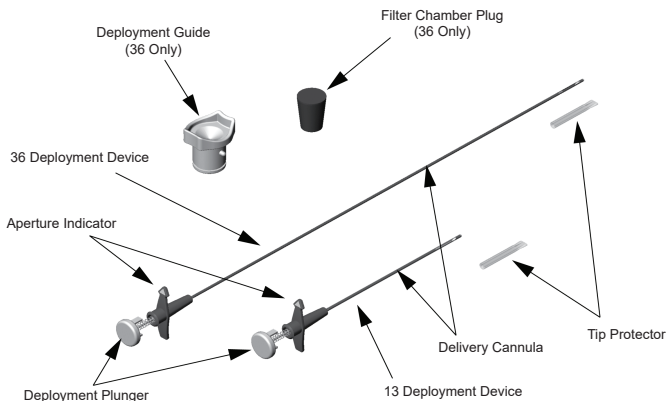 Deployment Guide
(36 Only)
Filter Chamber Plug
(36 Only)
36 Deployment Device
Aperture Indicator
Tip Protector
Delivery Cannula
13 Deployment Device
Deployment Plunger